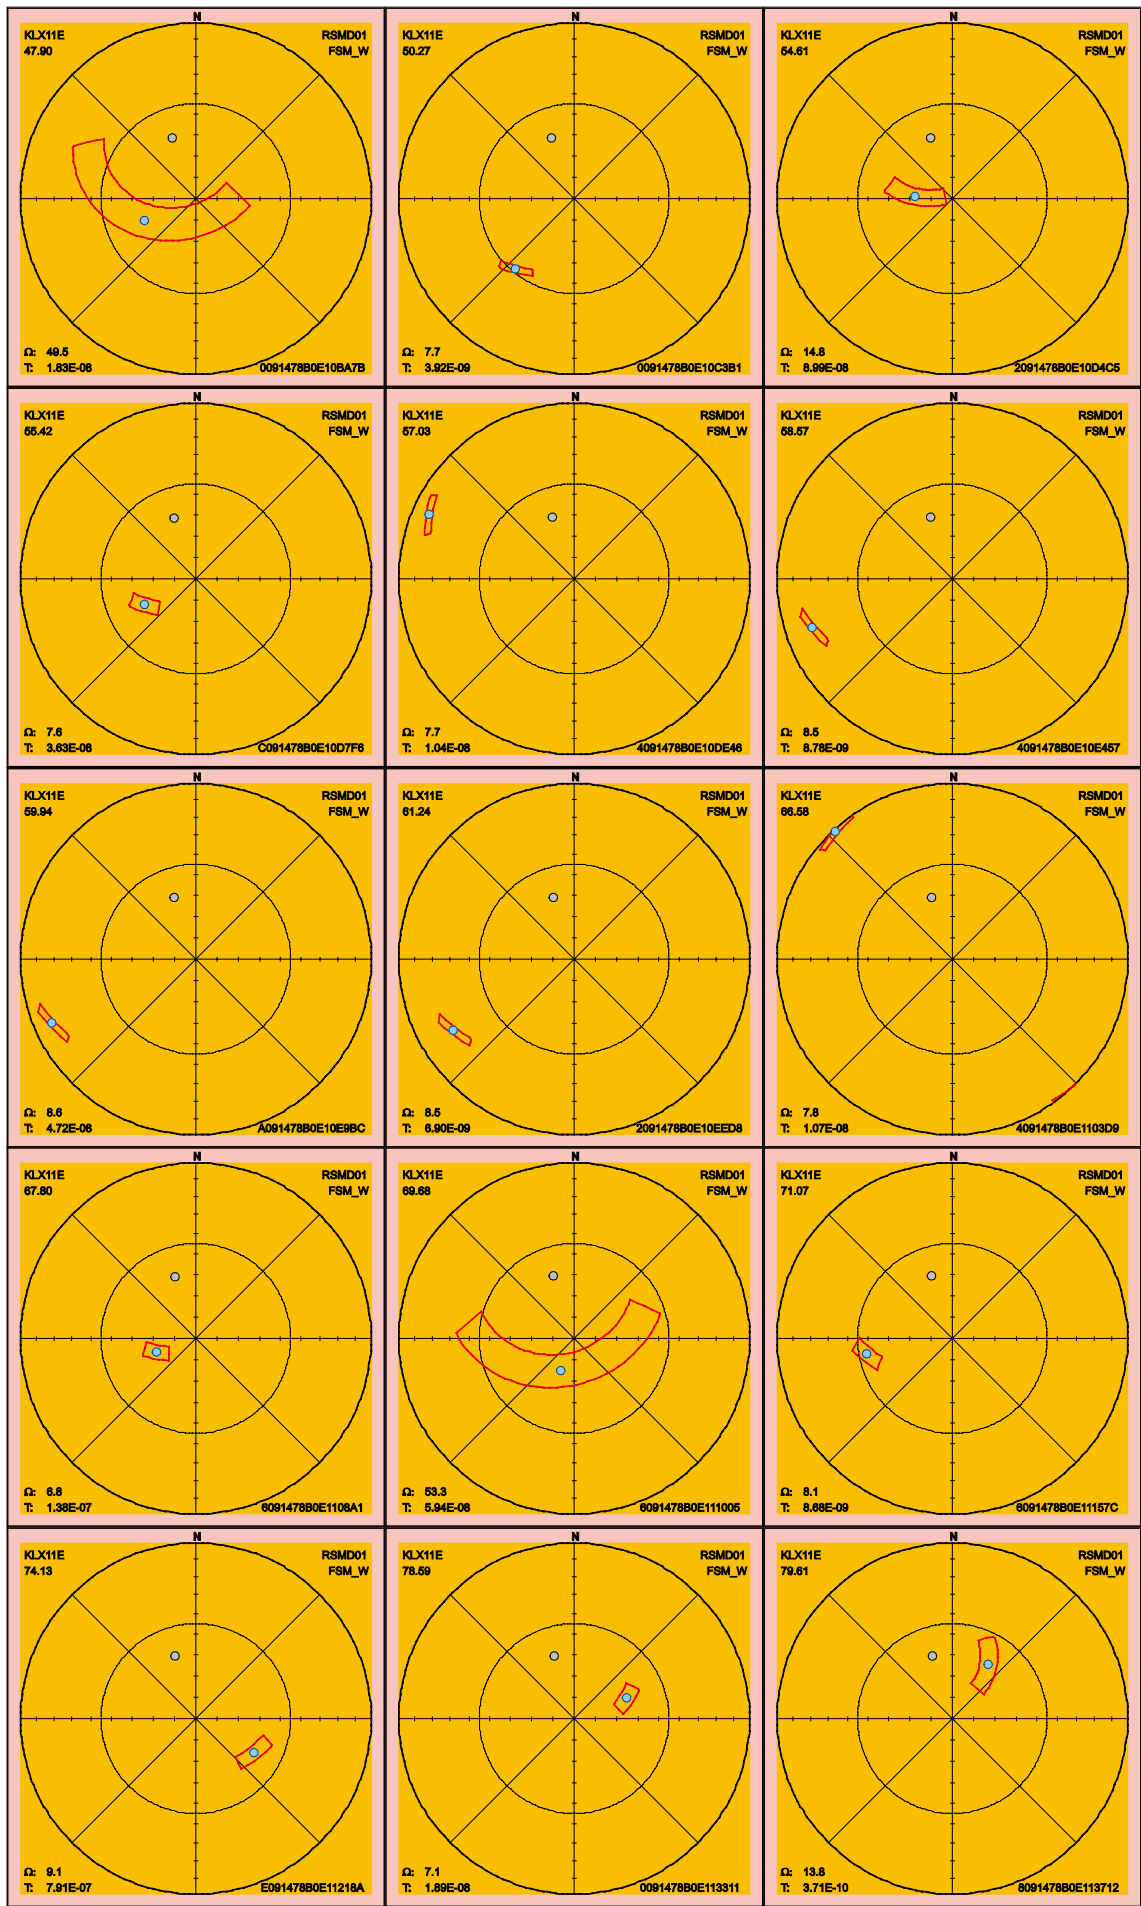 N
KLX11E RSMD01
47.90 FSM_W
Ω: 49.5
T: 1.83E-08 0091478B0E10BA7B
N
KLX11E RSMD01
50.27 FSM_W
Ω: 7.7
T: 3.92E-09 0091478B0E10C3B1
N
KLX11E RSMD01
54.61 FSM_W
Ω: 14.8
T: 8.99E-08 2091478B0E10D4C5
N
KLX11E RSMD01
55.42 FSM_W
Ω: 7.6
T: 3.63E-08 C091478B0E10D7F6
N
KLX11E RSMD01
57.03 FSM_W
Ω: 7.7
T: 1.04E-08 4091478B0E10DE46
N
KLX11E RSMD01
58.57 FSM_W
Ω: 8.5
T: 8.78E-09 4091478B0E10E457
N
KLX11E RSMD01
59.94 FSM_W
Ω: 8.6
T: 4.72E-08 A091478B0E10E9BC
N
KLX11E RSMD01
61.24 FSM_W
Ω: 8.5
T: 6.90E-09 2091478B0E10EED8
N
KLX11E RSMD01
66.58 FSM_W
Ω: 7.8
T: 1.07E-08 4091478B0E1103D9
N
KLX11E RSMD01
67.80 FSM_W
Ω: 6.8
T: 1.38E-07 6091478B0E1108A1
N
KLX11E RSMD01
69.68 FSM_W
Ω: 53.3
T: 5.94E-08 6091478B0E111005
N
KLX11E RSMD01
71.07 FSM_W
Ω: 8.1
T: 8.68E-09 6091478B0E11157C
N
KLX11E RSMD01
74.13 FSM_W
Ω: 9.1
T: 7.91E-07 E091478B0E11218A
N
KLX11E RSMD01
78.59 FSM_W
Ω: 7.1
T: 1.89E-08 0091478B0E113311
N
KLX11E RSMD01
79.61 FSM_W
Ω: 13.8
T: 3.71E-10 8091478B0E113712